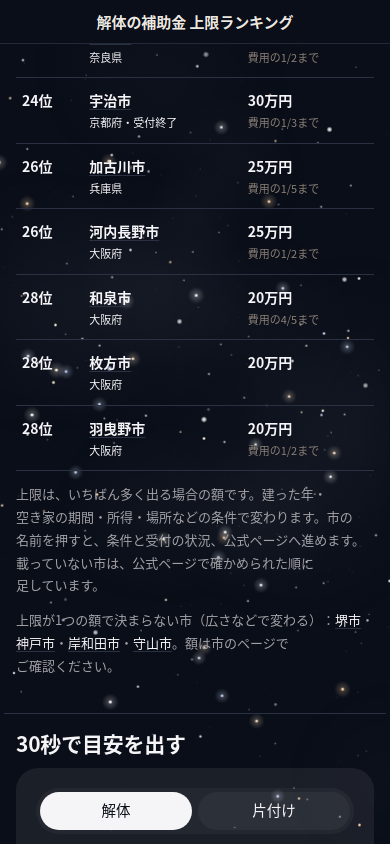 解体の補助金 上限ランキング
奈良県 費用の1/2まで
24位 宇治市 30万円
京都府・受付終了 費用の1/3まで
26位 加古川市 25万円
兵庫県 費用の1/5まで
26位 河内長野市 25万円
大阪府 費用の1/2まで
28位 和泉市 20万円
大阪府 費用の4/5まで
28位 枚方市 20万円
大阪府
28位 羽曳野市 20万円
大阪府 費用の1/2まで
上限は、いちばん多く出る場合の額です。建った年・
空き家の期間・所得・場所などの条件で変わります。市の
名前を押すと、条件と受付の状況、公式ページへ進めます。
載っていない市は、公式ページで確かめられた順に
足しています。
上限が1つの額で決まらない市（広さなどで変わる）：堺市・
神戸市・岸和田市・守山市。額は市のページで
ご確認ください。
30秒で目安を出す
解体 片付け